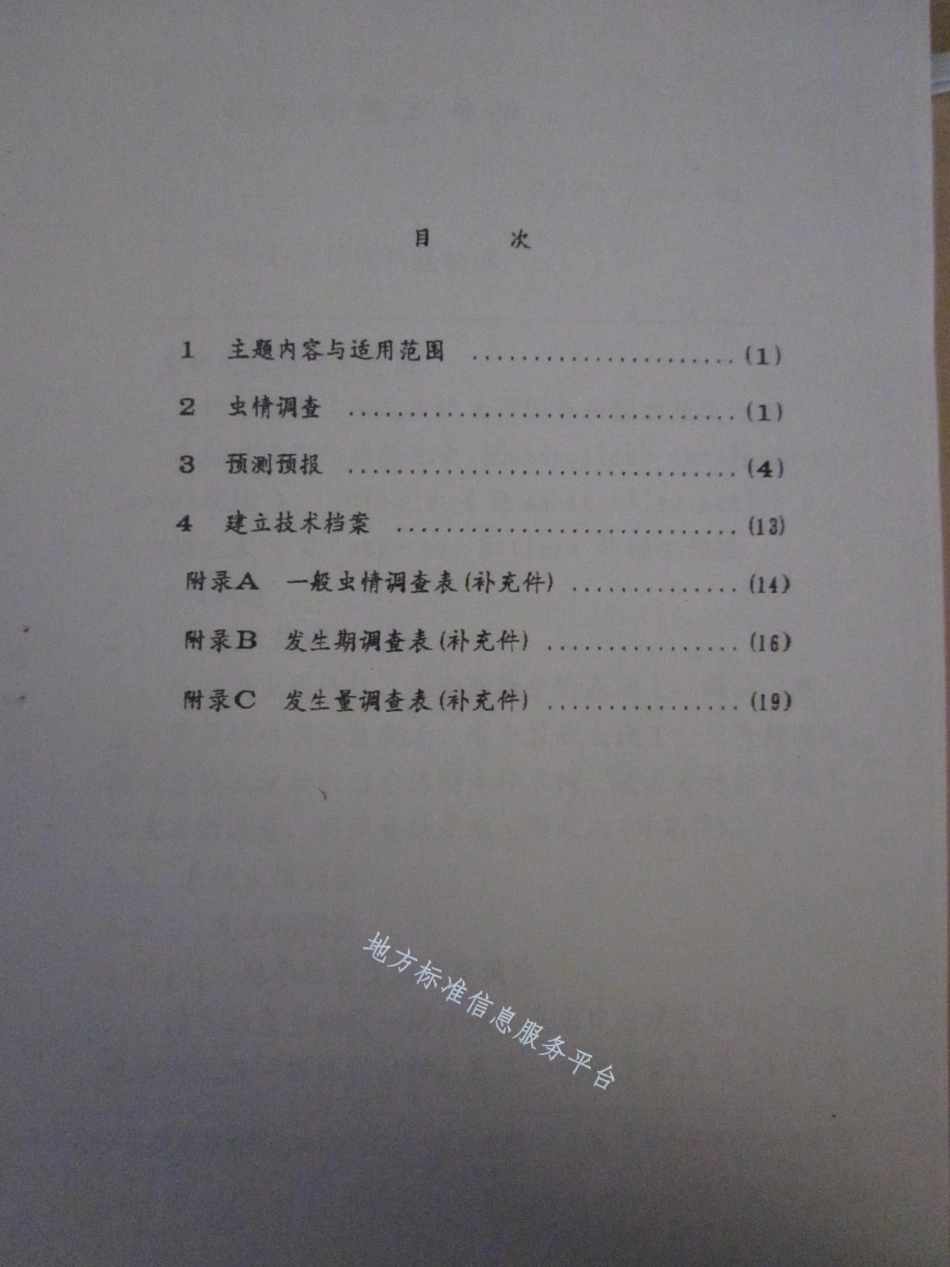 目 次
1 主题内容与适用范围 ......................(1)
2 虫情调查 ................................(1)
3 预测预报 ................................(4)
4 建立技术档案 ............................(13)
附录A 一般虫情调查表(补充件) ..............(14)
附录B 发生期调查表(补充件) ................(16)
附录C 发生量调查表(补充件) ................(19)
地方标准信息服务平台